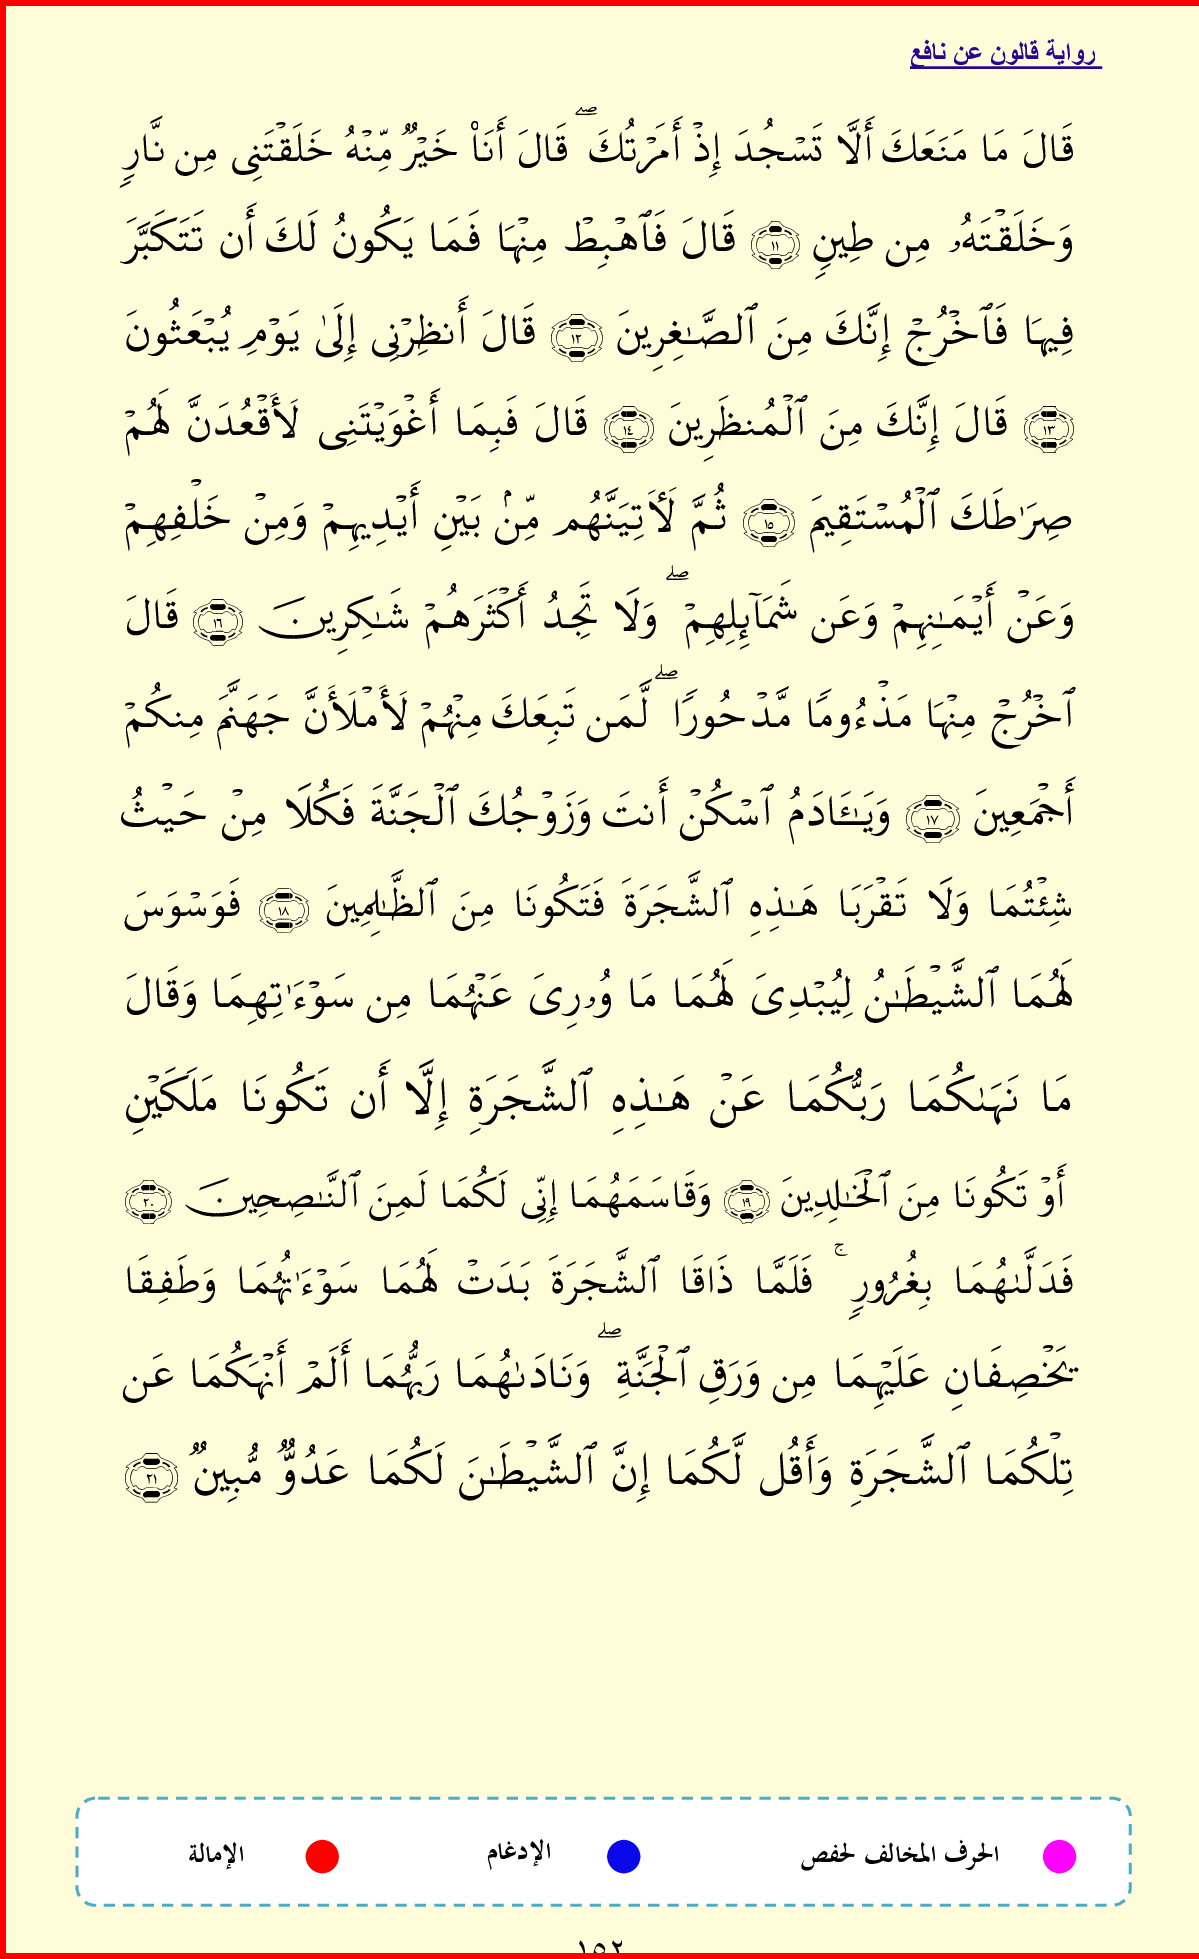 رواية قالون عن نافع
قَالَ مَا مَنَعَكَ أَلَّا تَسْجُدَ إِذْ أَمَرْتُكَ ۖ قَالَ أَنَا۠ خَيْرٌ مِّنْهُ خَلَقْتَنِى مِن نَّارٍ
وَخَلَقْتَهُۥ مِن طِينٍ ١١ قَالَ فَٱهْبِطْ مِنْهَا فَمَا يَكُونُ لَكَ أَن تَتَكَبَّرَ
فِيهَا فَٱخْرُجْ إِنَّكَ مِنَ ٱلصَّـٰغِرِينَ ١٢ قَالَ أَنظِرْنِى إِلَىٰ يَوْمِ يُبْعَثُونَ
١٣ قَالَ إِنَّكَ مِنَ ٱلْمُنظَرِينَ ١٤ قَالَ فَبِمَا أَغْوَيْتَنِى لَأَقْعُدَنَّ لَهُمْ
صِرَٰطَكَ ٱلْمُسْتَقِيمَ ١٥ ثُمَّ لَأٓتِيَنَّهُم مِّنۢ بَيْنِ أَيْدِيهِمْ وَمِنْ خَلْفِهِمْ
وَعَنْ أَيْمَـٰنِهِمْ وَعَن شَمَآئِلِهِمْ ۖ وَلَا تَجِدُ أَكْثَرَهُمْ شَـٰكِرِينَ ١٦ قَالَ
ٱخْرُجْ مِنْهَا مَذْءُومًا مَّدْحُورًا ۖ لَّمَن تَبِعَكَ مِنْهُمْ لَأَمْلَأَنَّ جَهَنَّمَ مِنكُمْ
أَجْمَعِينَ ١٧ وَيَـٰٓـَٔادَمُ ٱسْكُنْ أَنتَ وَزَوْجُكَ ٱلْجَنَّةَ فَكُلَا مِنْ حَيْثُ
شِئْتُمَا وَلَا تَقْرَبَا هَـٰذِهِ ٱلشَّجَرَةَ فَتَكُونَا مِنَ ٱلظَّـٰلِمِينَ ١٨ فَوَسْوَسَ
لَهُمَا ٱلشَّيْطَـٰنُ لِيُبْدِىَ لَهُمَا مَا وُۥرِىَ عَنْهُمَا مِن سَوْءَٰتِهِمَا وَقَالَ
مَا نَهَىٰكُمَا رَبُّكُمَا عَنْ هَـٰذِهِ ٱلشَّجَرَةِ إِلَّا أَن تَكُونَا مَلَكَيْنِ
أَوْ تَكُونَا مِنَ ٱلْخَـٰلِدِينَ ١٩ وَقَاسَمَهُمَا إِنِّى لَكُمَا لَمِنَ ٱلنَّـٰصِحِينَ ٢٠
فَدَلَّىٰهُمَا بِغُرُورٍ ۚ فَلَمَّا ذَاقَا ٱلشَّجَرَةَ بَدَتْ لَهُمَا سَوْءَٰتُهُمَا وَطَفِقَا
يَخْصِفَانِ عَلَيْهِمَا مِن وَرَقِ ٱلْجَنَّةِ ۖ وَنَادَىٰهُمَا رَبُّهُمَا أَلَمْ أَنْهَكُمَا عَن
تِلْكُمَا ٱلشَّجَرَةِ وَأَقُل لَّكُمَا إِنَّ ٱلشَّيْطَـٰنَ لَكُمَا عَدُوٌّ مُّبِينٌ ٢١
الحرف المخالف لحفص الإدغام الإمالة
١٥٢